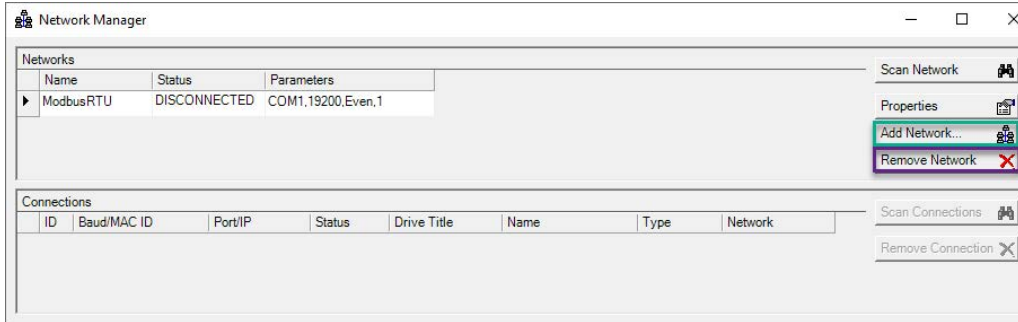 Network Manager
Networks
Name Status Parameters
ModbusRTU DISCONNECTED COM1,19200,Even,1
Scan Network
Properties
Add Network...
Remove Network
Connections
ID Baud/MAC ID Port/IP Status Drive Title Name Type Network
Scan Connections
Remove Connection